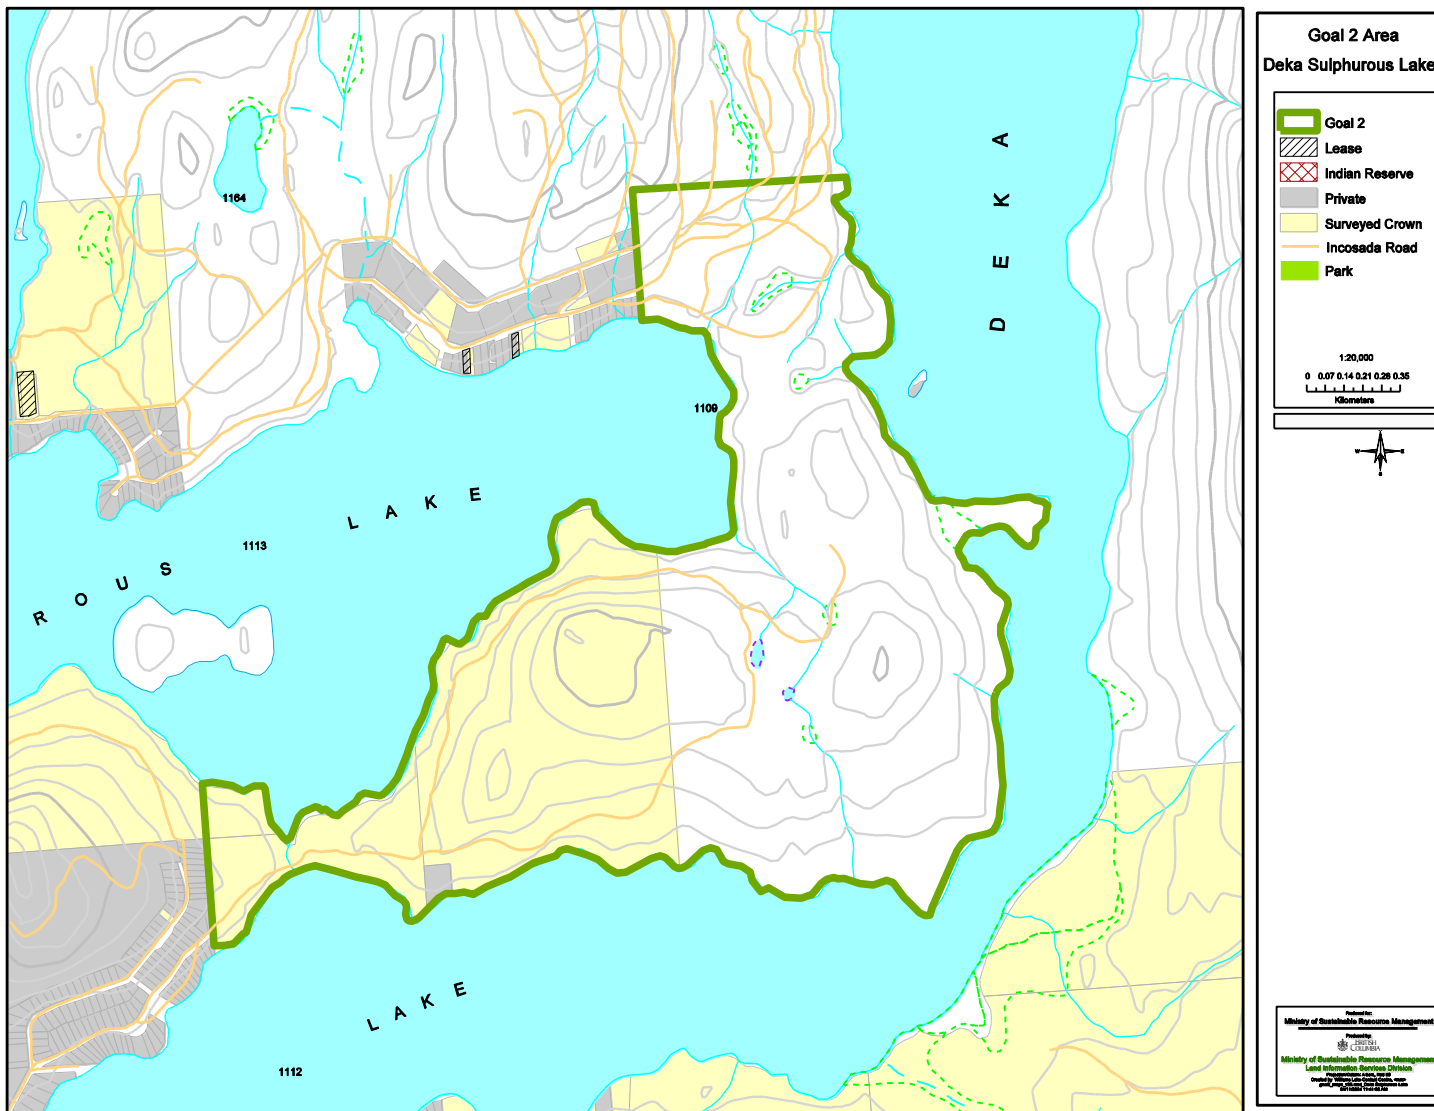 Goal 2 Area
Deka Sulphurous Lake
Goal 2
Lease
Indian Reserve
Private
Surveyed Crown
Incosada Road
Park
1:20,000
0 0.07 0.14 0.21 0.28 0.35
Kilometers
W E
S
1164
D E K A
1109
L A K E
1113
R O U S
L A K E
1112
Produced for:
Ministry of Sustainable Resource Management
Produced by:
BRITISH
COLUMBIA
Ministry of Sustainable Resource Management
Land Information Services Division